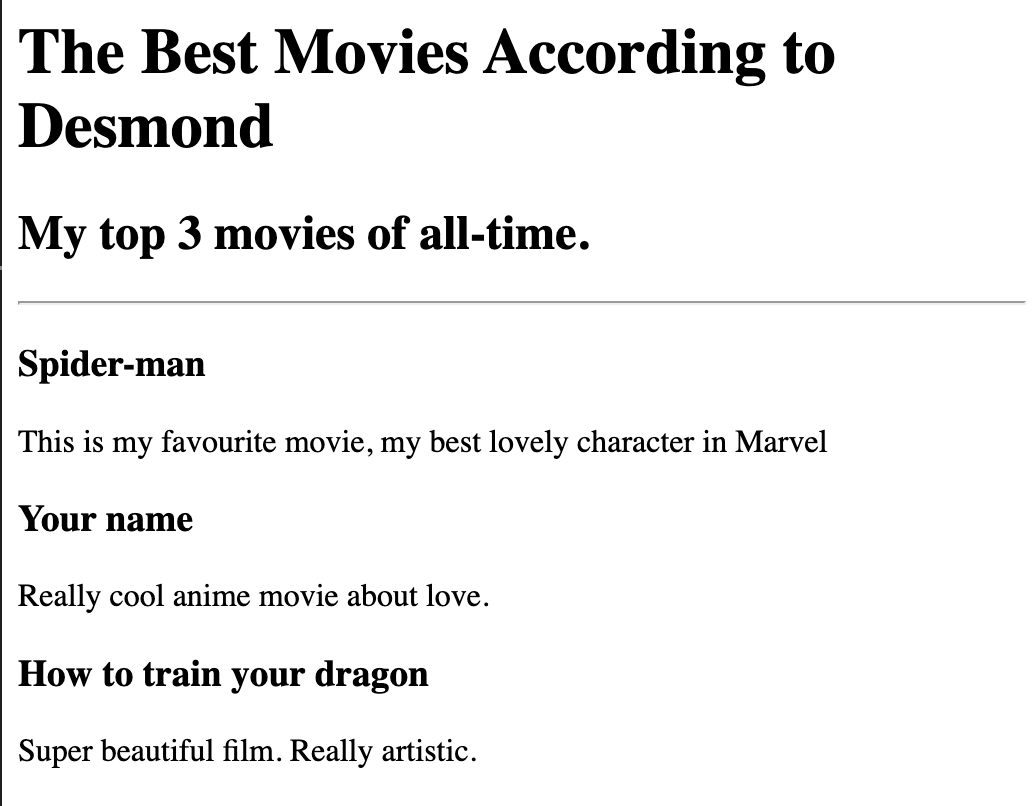 The Best Movies According to
Desmond
My top 3 movies of all-time.
Spider-man
This is my favourite movie, my best lovely character in Marvel
Your name
Really cool anime movie about love.
How to train your dragon
Super beautiful film. Really artistic.